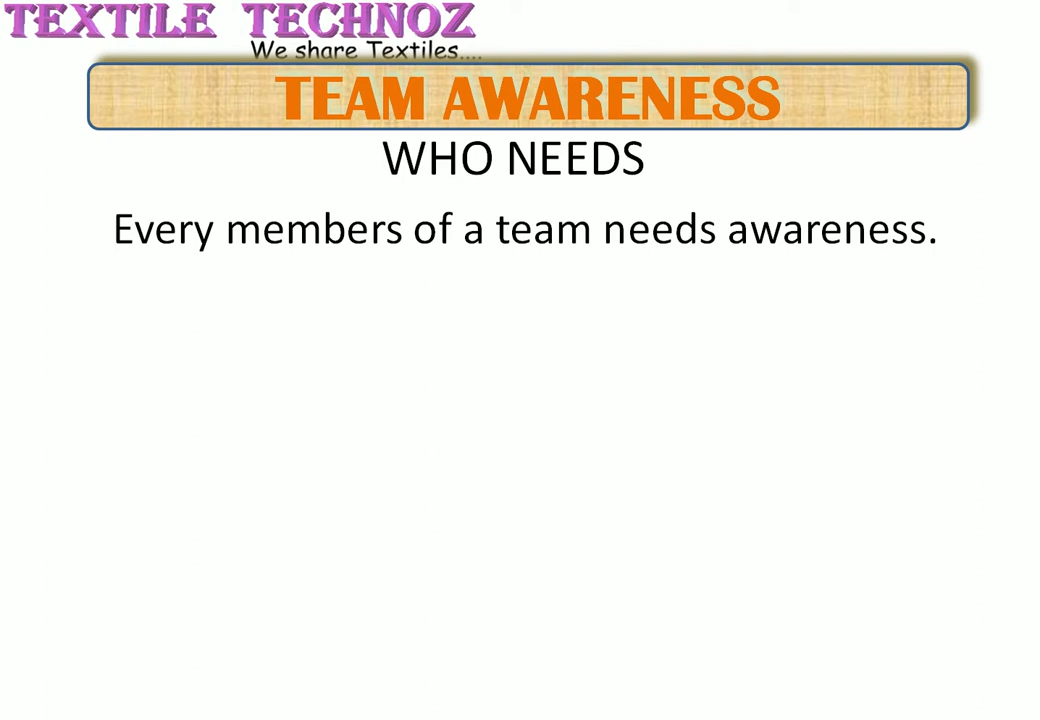 TEXTILE TECHNOZ
We share Textiles....
TEAM AWARENESS
WHO NEEDS
Every members of a team needs awareness.